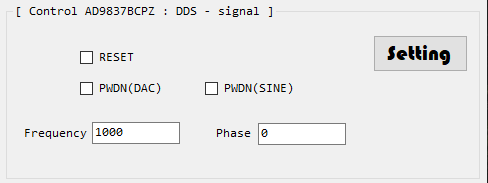 [ Control AD9837BCPZ : DDS - signal ]
RESET
Setting
PWDN(DAC) PWDN(SINE)
Frequency 1000 Phase 0